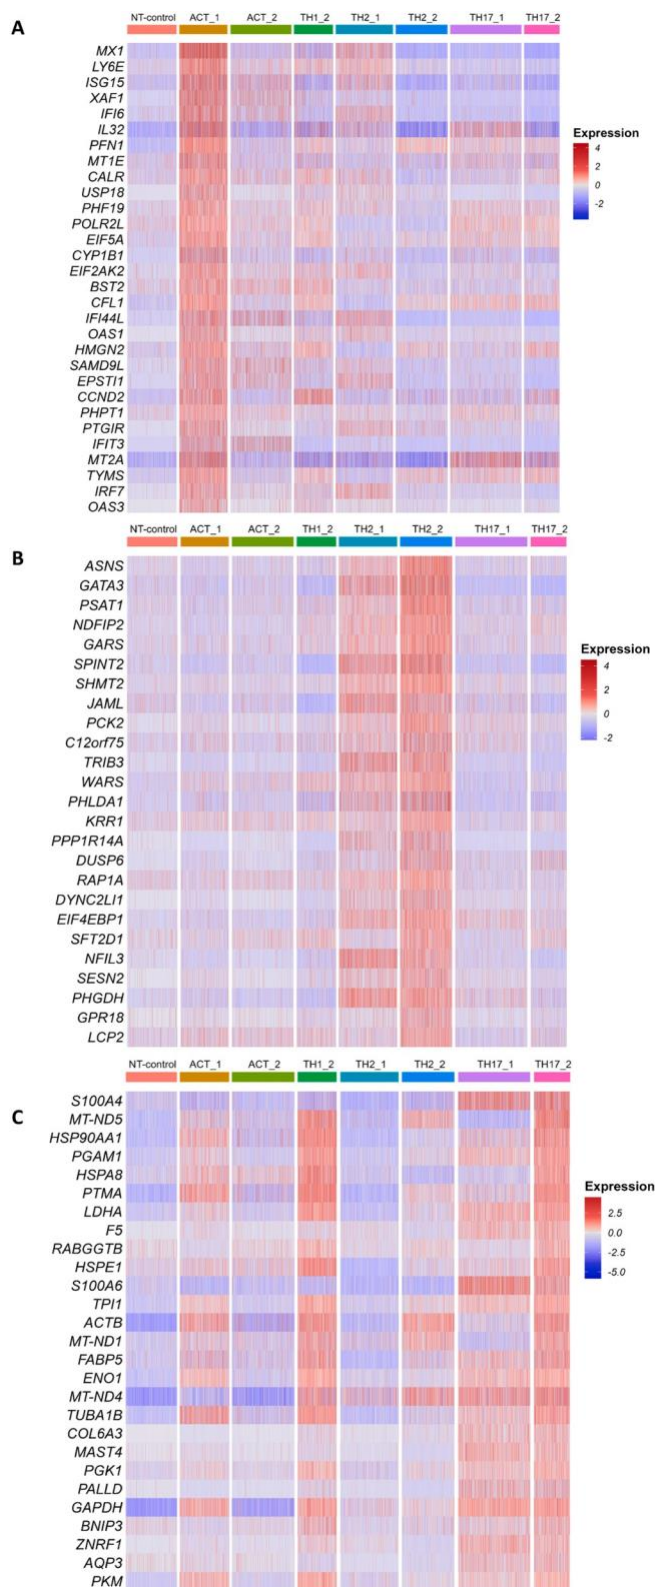 A
NT-control ACT_1 ACT_2 TH1_2 TH2_1 TH2_2 TH17_1 TH17_2
MX1
LY6E
ISG15
XAF1
IFI6
IL32
PFN1
MT1E
CALR
USP18
PHF19
POLR2L
EIF5A
CYP1B1
EIF2AK2
BST2
CFL1
IFI44L
OAS1
HMGN2
SAMD9L
EPSTI1
CCND2
PHPT1
PTGIR
IFIT3
MT2A
TYMS
IRF7
OAS3
Expression
4
2
0
-2
B
NT-control ACT_1 ACT_2 TH1_2 TH2_1 TH2_2 TH17_1 TH17_2
ASNS
GATA3
PSAT1
NDFIP2
GARS
SPINT2
SHMT2
JAML
PCK2
C12orf75
TRIB3
WARS
PHLDA1
KRR1
PPP1R14A
DUSP6
RAP1A
DYNC2LI1
EIF4EBP1
SFT2D1
NFIL3
SESN2
PHGDH
GPR18
LCP2
Expression
4
2
0
-2
C
NT-control ACT_1 ACT_2 TH1_2 TH2_1 TH2_2 TH17_1 TH17_2
S100A4
MT-ND5
HSP90AA1
PGAM1
HSPA8
PTMA
LDHA
F5
RABGGTB
HSPE1
S100A6
TPI1
ACTB
MT-ND1
FABP5
ENO1
MT-ND4
TUBA1B
COL6A3
MAST4
PGK1
PALLD
GAPDH
BNIP3
ZNRF1
AQP3
PKM
Expression
2.5
0.0
-2.5
-5.0